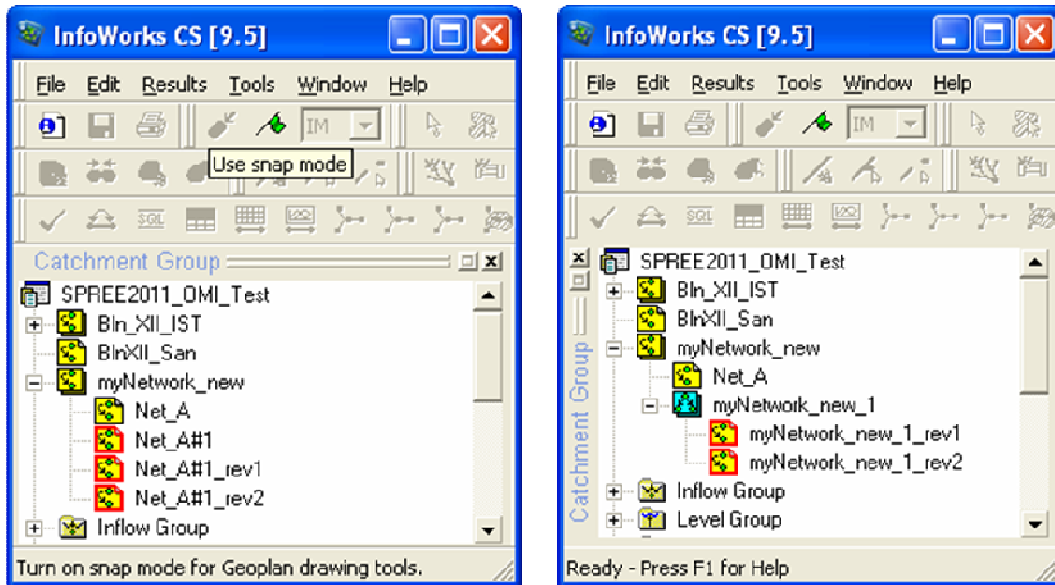 InfoWorks CS [9.5]
File Edit Results Tools Window Help
IM
Use snap mode
SQL
Catchment Group
SPREE2011_OMI_Test
Bln_XII_IST
BlnXII_San
myNetwork_new
Net_A
Net_A#1
Net_A#1_rev1
Net_A#1_rev2
Inflow Group
Turn on snap mode for Geoplan drawing tools.
InfoWorks CS [9.5]
File Edit Results Tools Window Help
IM
SQL
Catchment Group
SPREE2011_OMI_Test
Bln_XII_IST
BlnXII_San
myNetwork_new
Net_A
myNetwork_new_1
myNetwork_new_1_rev1
myNetwork_new_1_rev2
Inflow Group
Level Group
Ready - Press F1 for Help